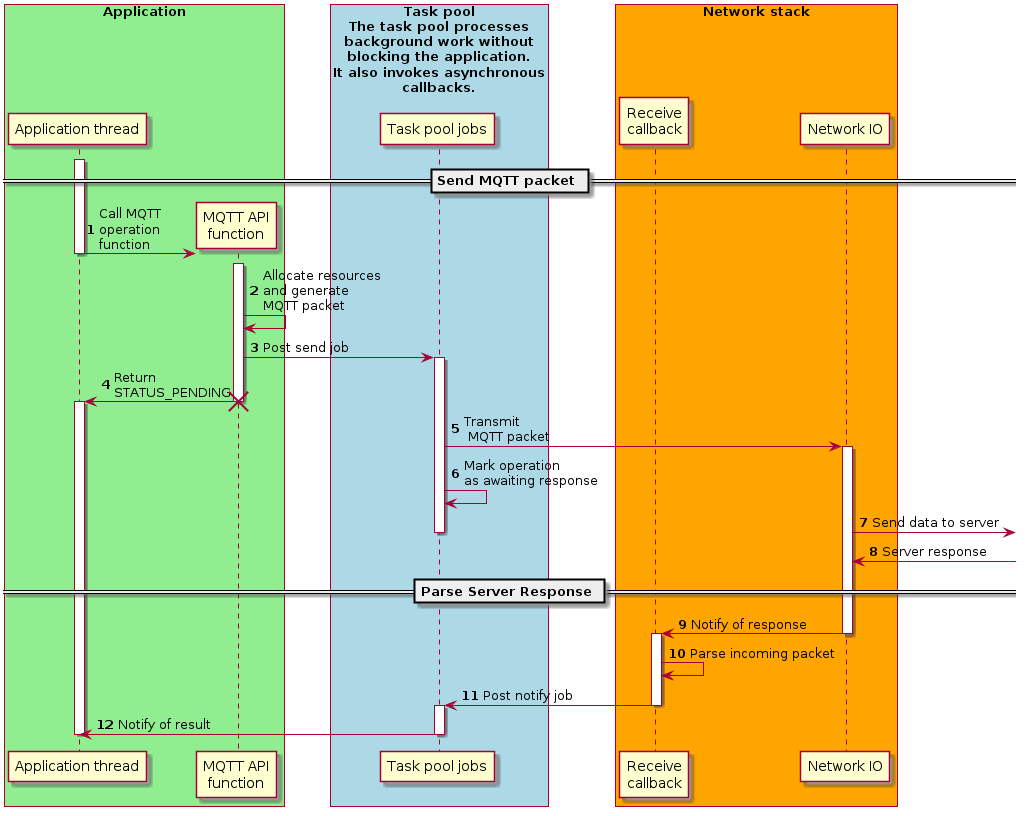 Application
Task pool
The task pool processes
background work without
blocking the application.
It also invokes asynchronous
callbacks.
Network stack
Application thread
Task pool jobs
Receive
callback
Network IO
Send MQTT packet
1 Call MQTT
operation
function
MQTT API
function
2 Allocate resources
and generate
MQTT packet
3 Post send job
4 Return
STATUS_PENDING
5 Transmit
MQTT packet
6 Mark operation
as awaiting response
7 Send data to server
8 Server response
Parse Server Response
9 Notify of response
10 Parse incoming packet
11 Post notify job
12 Notify of result
Application thread
MQTT API
function
Task pool jobs
Receive
callback
Network IO